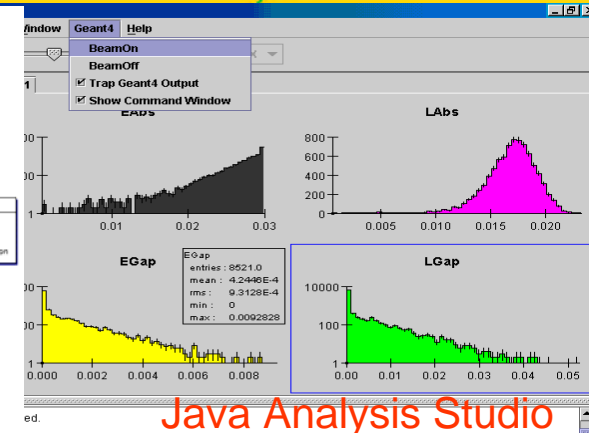 Window Geant4 Help
BeamOn
BeamOff
Trap Geant4 Output
Show Command Window
EAbs
1
0.01 0.02 0.03
LAbs
800
600
400
200
0
0.005 0.010 0.015 0.020
EGap
EGap
entries : 8521.0
mean : 4.2446E-4
rms : 9.3128E-4
min : 0
max : 0.0092828
1
0.000 0.002 0.004 0.006 0.008
LGap
10000
100
1
0.00 0.01 0.02 0.03 0.04 0.05
ed.
Java Analysis Studio